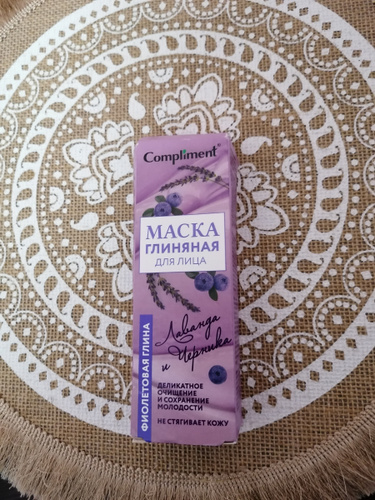 Compliment®
МАСКА
ГЛИНЯНАЯ
ДЛЯ ЛИЦА
Лаванда
и Черника
ФИОЛЕТОВАЯ ГЛИНА
ДЕЛИКАТНОЕ
ОЧИЩЕНИЕ
И СОХРАНЕНИЕ
МОЛОДОСТИ
НЕ СТЯГИВАЕТ КОЖУ